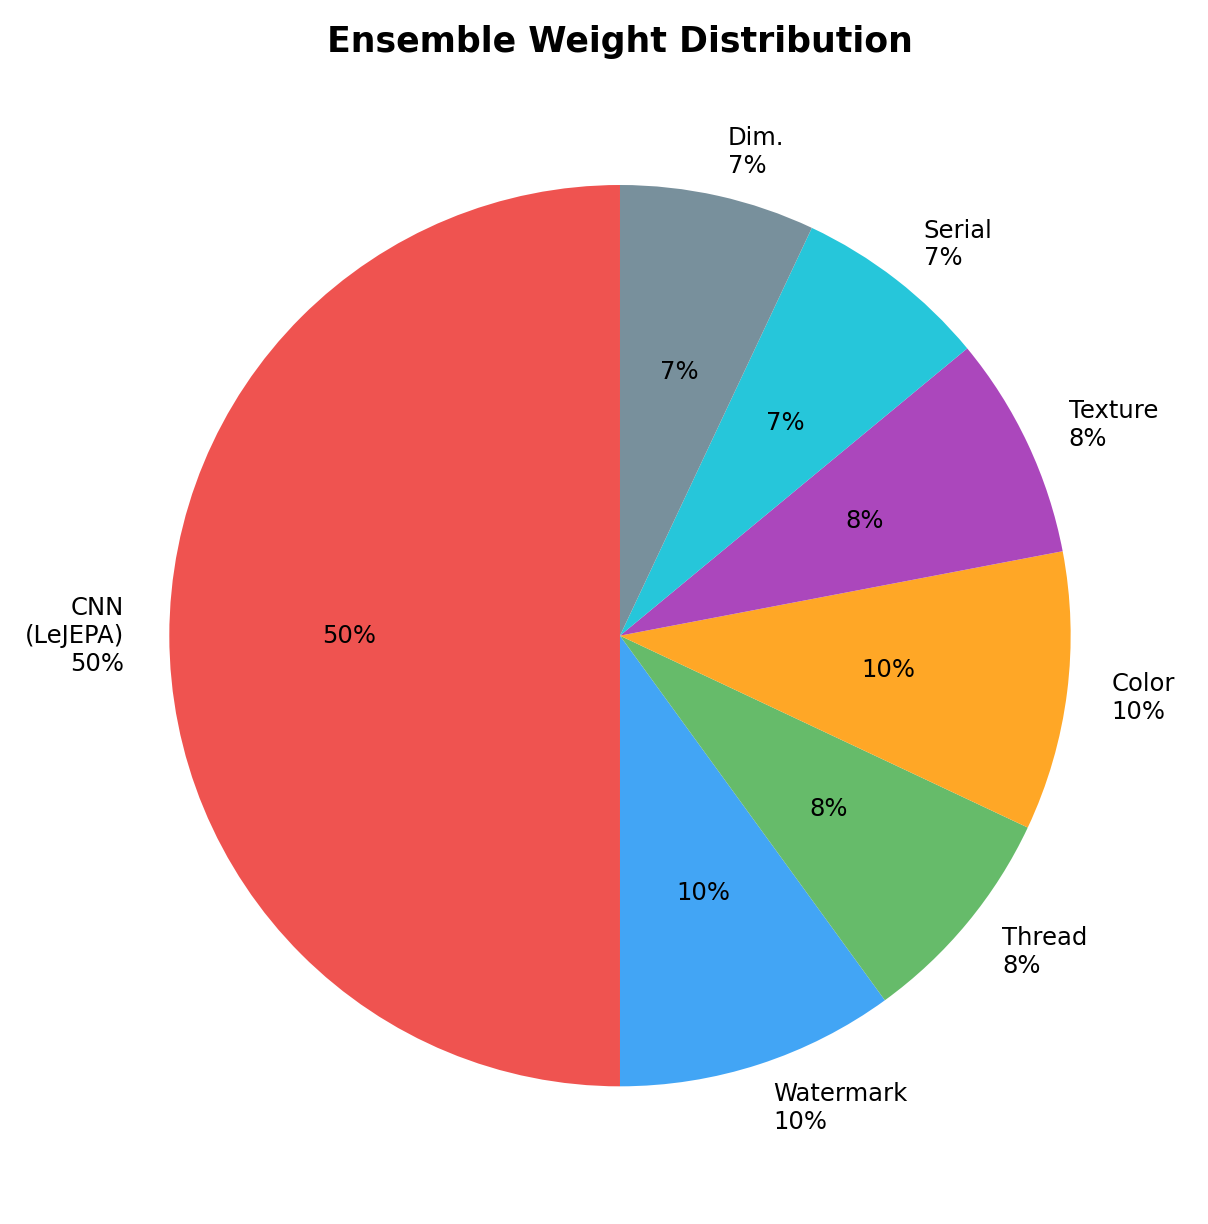 Ensemble Weight Distribution
Dim.
7%
Serial
7%
Texture
8%
Color
10%
Thread
8%
Watermark
10%
CNN
(LeJEPA)
50%
7%
7%
8%
10%
8%
10%
50%